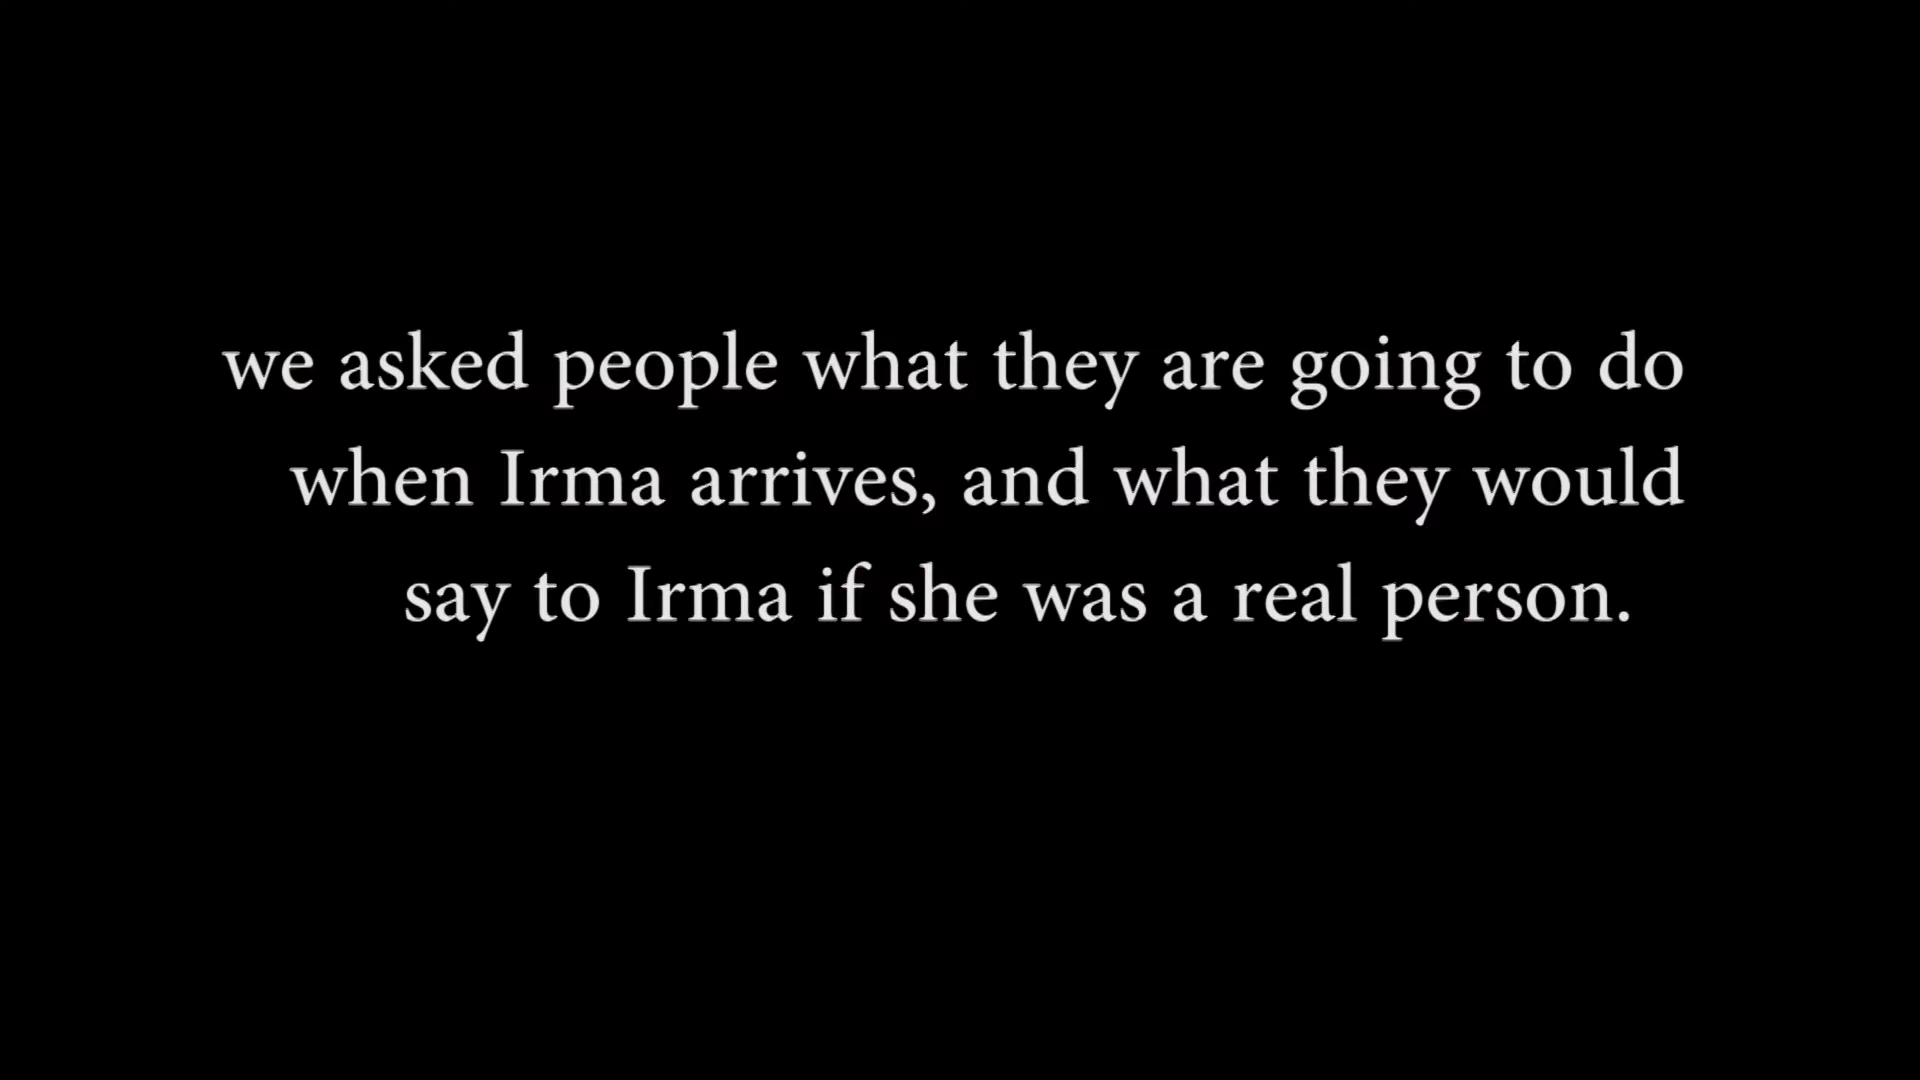 we asked people what they are going to do
when Irma arrives, and what they would
say to Irma if she was a real person.